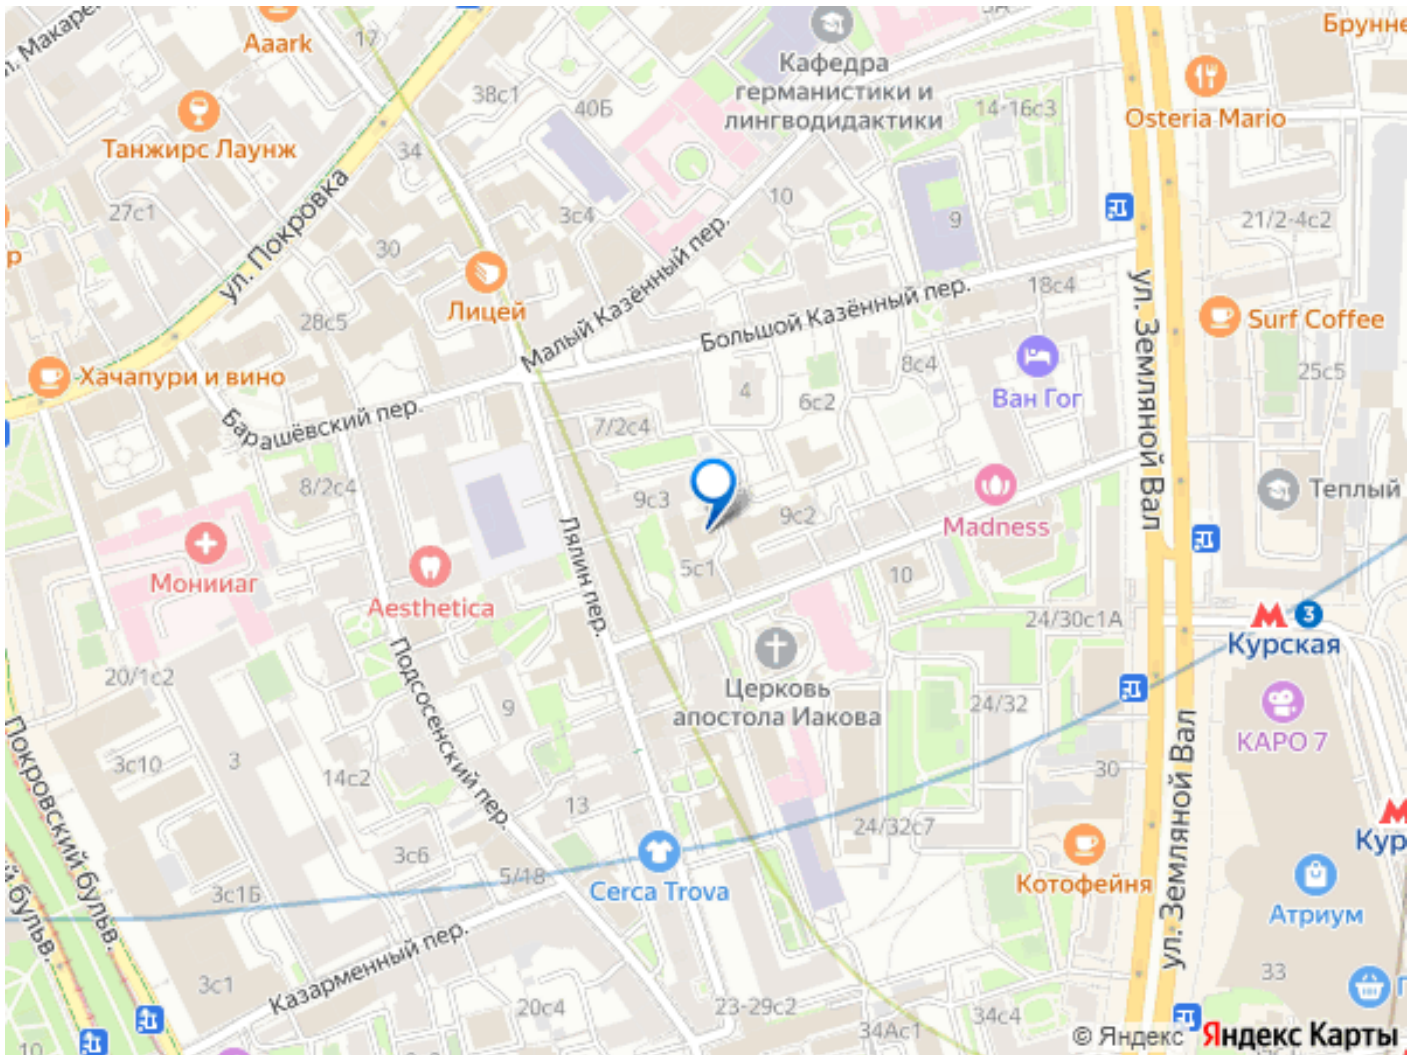 Aaark
17
38с1
40Б
Кафедра
германистики и
лингводидактики
14-16с3
Osteria Mario
Танжирс Лаунж
34
27с1
ул. Покровка
30
3с4
10
9
21/2-4с2
Лицей
Малый Казённый пер.
28с5
Большой Казённый пер.
18с4
ул. Земляной Вал
Surf Coffee
Хачапури и вино
8с4
Ван Гог
25с5
4
6с2
Барашёвский пер.
7/2с4
8/2с4
9с3
9с2
Madness
Теплый
Лялин пер.
Монииаг
Aesthetica
5с1
10
24/30с1А
3
Курская
Церковь
апостола Иакова
20/1с2
Подсосенский пер.
9
24/32
КАРО 7
Покровский бульв.
3с10
3
14с2
13
30
ул. Земляной Вал
24/32с7
3с6
5/18
Cerca Trova
Котофейня
Атриум
3с1Б
Казарменный пер.
3с1
20с4
23-29с2
34с4
33
34Ас1
10
© Яндекс Яндекс Карты